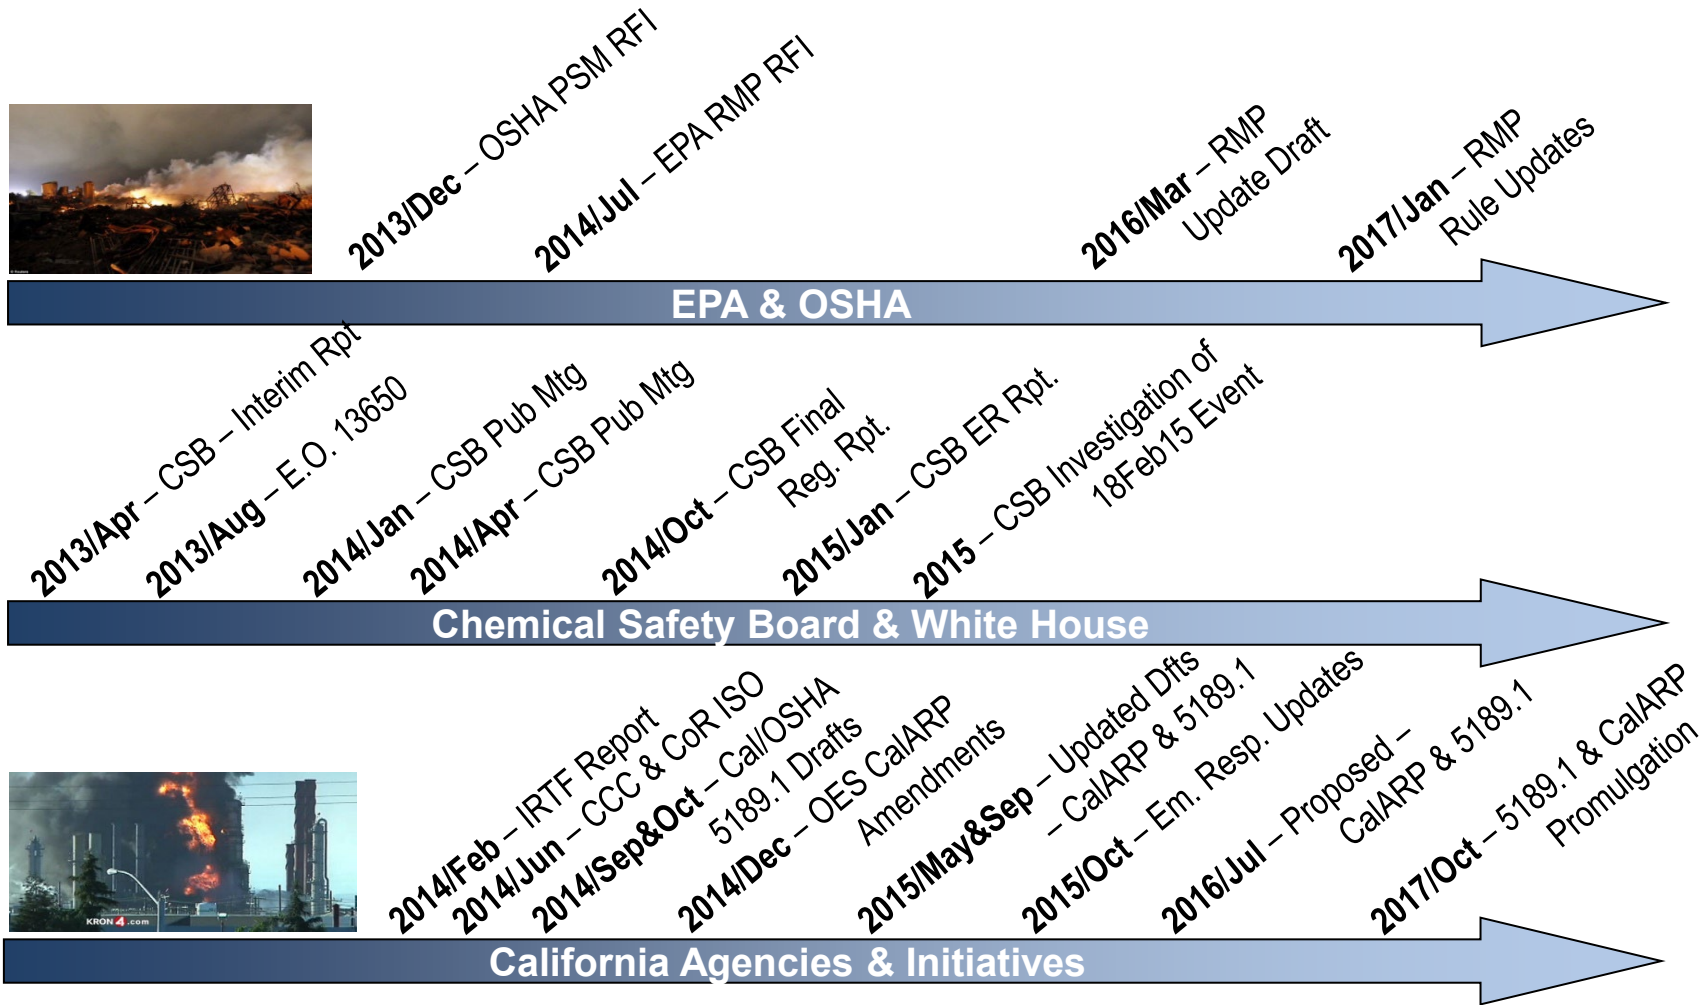 2013/Dec – OSHA PSM RFI
2014/Jul – EPA RMP RFI
2016/Mar – RMP
Update Draft
2017/Jan – RMP
Rule Updates
EPA & OSHA
2013/Apr – CSB – Interim Rpt
2013/Aug – E.O. 13650
2014/Jan – CSB Pub Mtg
2014/Apr – CSB Pub Mtg
2014/Oct – CSB Final
Reg. Rpt.
2015/Jan – CSB ER Rpt.
2015 – CSB Investigation of
18Feb15 Event
Chemical Safety Board & White House
2014/Feb – IRTF Report
2014/Jun – CCC & CoR ISO
2014/Sep&Oct – Cal/OSHA
5189.1 Drafts
2014/Dec – OES CalARP
Amendments
2015/May&Sep – Updated Dfts
– CalARP & 5189.1
2015/Oct – Em. Resp. Updates
2016/Jul – Proposed –
CalARP & 5189.1
2017/Oct – 5189.1 & CalARP
Promulgation
KRON 4.com
California Agencies & Initiatives